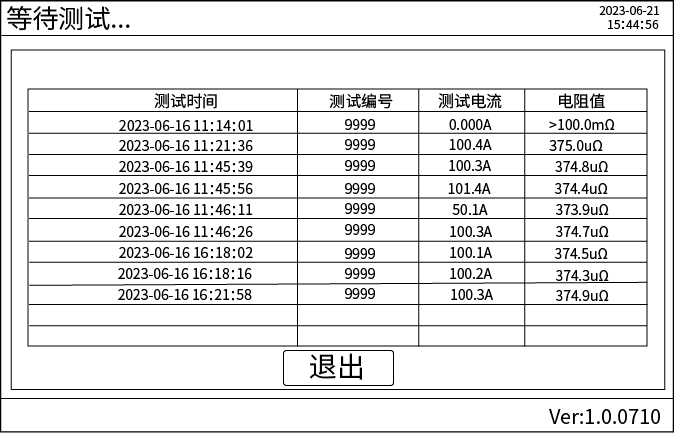 等待测试...
2023-06-21
15:44:56
测试时间 测试编号 测试电流 电阻值
2023-06-16 11:14:01 9999 0.000A >100.0mΩ
2023-06-16 11:21:36 9999 100.4A 375.0uΩ
2023-06-16 11:45:39 9999 100.3A 374.8uΩ
2023-06-16 11:45:56 9999 101.4A 374.4uΩ
2023-06-16 11:46:11 9999 50.1A 373.9uΩ
2023-06-16 11:46:26 9999 100.3A 374.7uΩ
2023-06-16 16:18:02 9999 100.1A 374.5uΩ
2023-06-16 16:18:16 9999 100.2A 374.3uΩ
2023-06-16 16:21:58 9999 100.3A 374.9uΩ
退出
Ver:1.0.0710